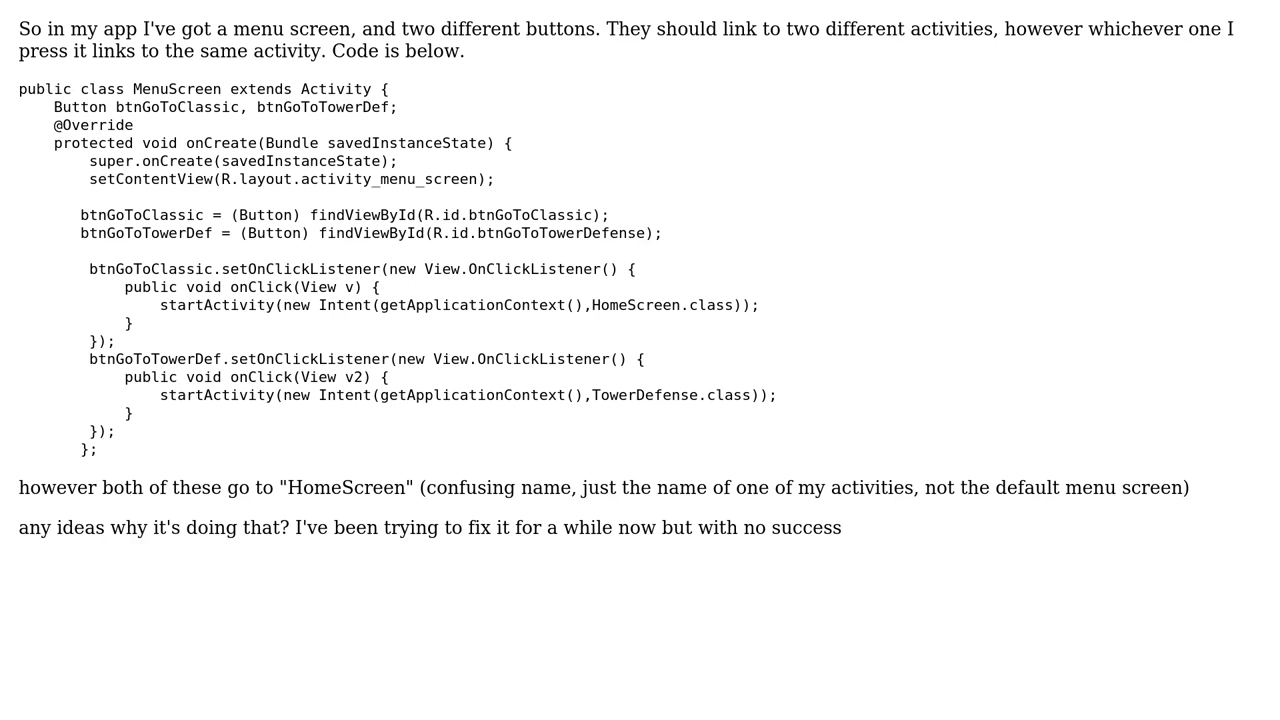 So in my app I've got a menu screen, and two different buttons. They should link to two different activities, however whichever one I
press it links to the same activity. Code is below.
public class MenuScreen extends Activity {
    Button btnGoToClassic, btnGoToTowerDef;
    @Override
    protected void onCreate(Bundle savedInstanceState) {
        super.onCreate(savedInstanceState);
        setContentView(R.layout.activity_menu_screen);

       btnGoToClassic = (Button) findViewById(R.id.btnGoToClassic);
       btnGoToTowerDef = (Button) findViewById(R.id.btnGoToTowerDefense);

        btnGoToClassic.setOnClickListener(new View.OnClickListener() {
            public void onClick(View v) {
                startActivity(new Intent(getApplicationContext(),HomeScreen.class));
            }
        });
        btnGoToTowerDef.setOnClickListener(new View.OnClickListener() {
            public void onClick(View v2) {
                startActivity(new Intent(getApplicationContext(),TowerDefense.class));
            }
        });
       };
however both of these go to "HomeScreen" (confusing name, just the name of one of my activities, not the default menu screen)
any ideas why it's doing that? I've been trying to fix it for a while now but with no success